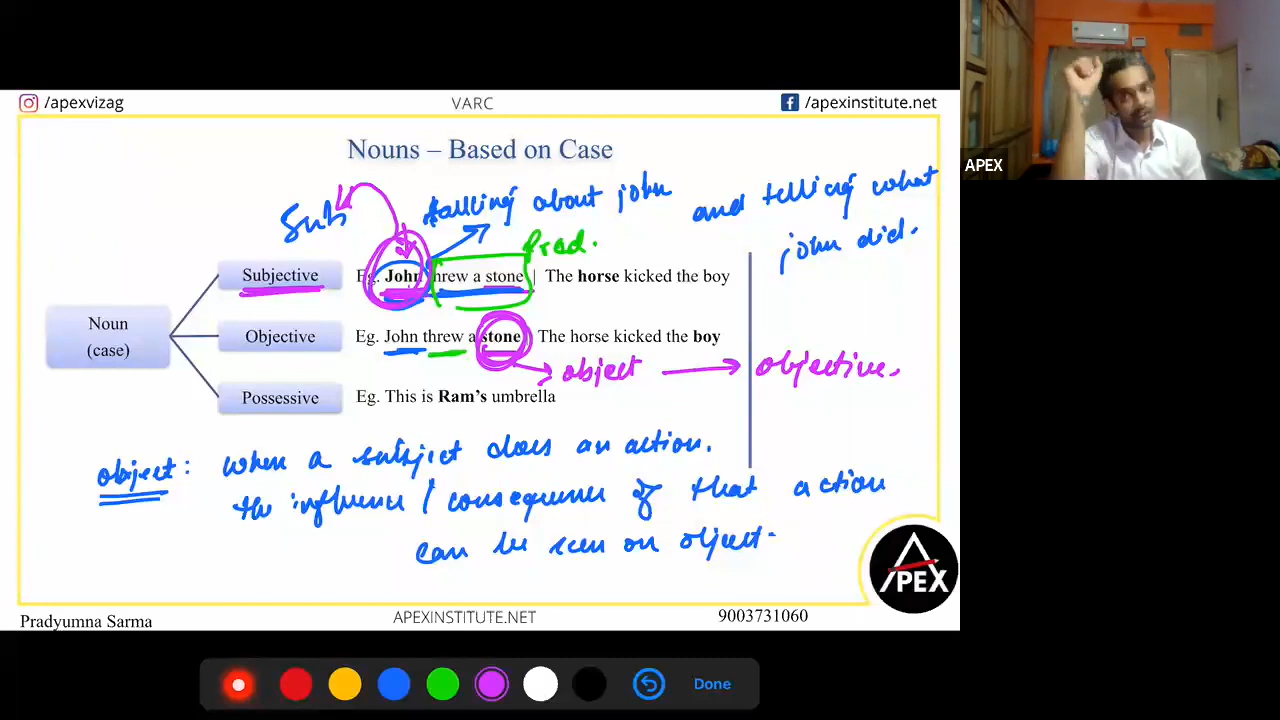 /apexvizag
VARC
/apexinstitute.net
APEX
Nouns – Based on Case
talking about john
and telling what
john did.
Sub
Pred.
Subjective
Eg. John threw a stone | The horse kicked the boy
Noun
(case)
Objective
Eg. John threw a stone | The horse kicked the boy
object
objective.
Possessive
Eg. This is Ram's umbrella
object : when a subject does an action.
the influence / consequence of that action
can be seen on object.
APEX
Pradyumna Sarma
APEXINSTITUTE.NET
9003731060
Done